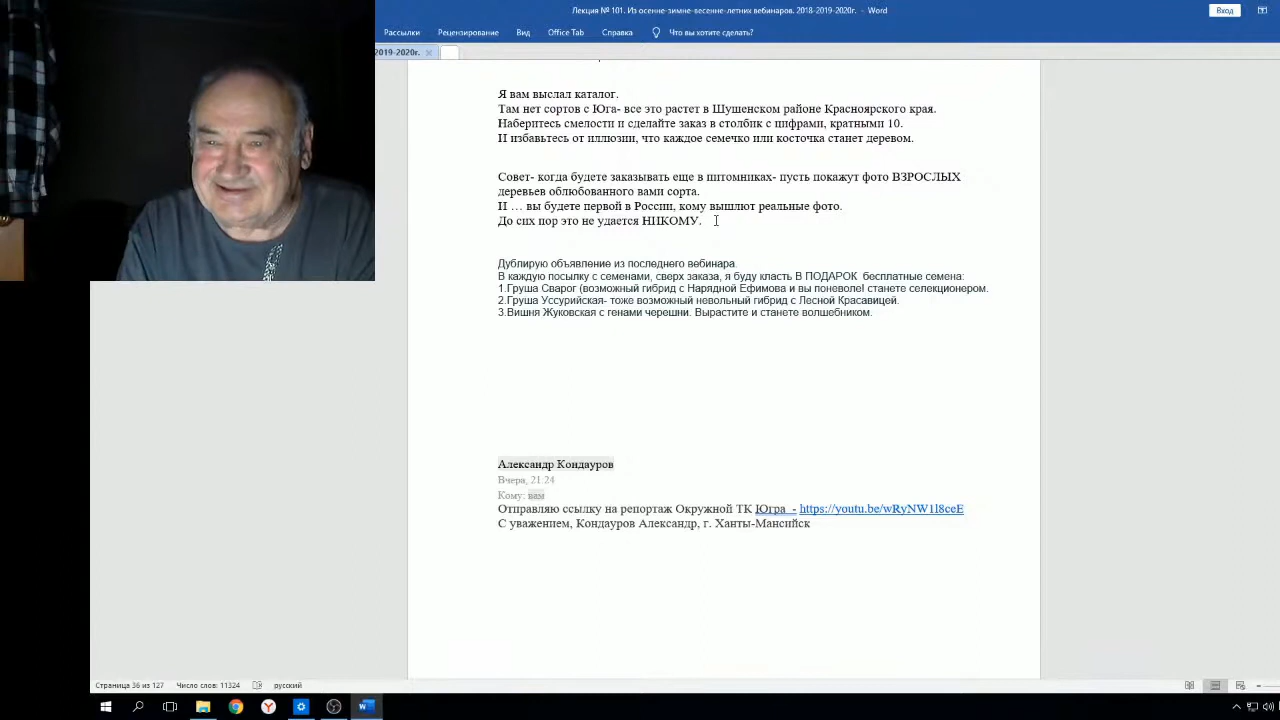 Лекция № 101. Из осенне-зимне-весенне-летних вебинаров. 2018-2019-2020г. - Word
Вход
Рассылки Рецензирование Вид Office Tab Справка Что вы хотите сделать?
2019-2020г.
Я вам выслал каталог.
Там нет сортов с Юга- все это растет в Шушенском районе Красноярского края.
Наберитесь смелости и сделайте заказ в столбик с цифрами, кратными 10.
И избавьтесь от иллюзии, что каждое семечко или косточка станет деревом.
Совет- когда будете заказывать еще в питомниках- пусть покажут фото ВЗРОСЛЫХ
деревьев облюбованного вами сорта.
И … вы будете первой в России, кому вышлют реальные фото.
До сих пор это не удается НИКОМУ.
Дублирую объявление из последнего вебинара.
В каждую посылку с семенами, сверх заказа, я буду класть В ПОДАРОК бесплатные семена:
1.Груша Сварог (возможный гибрид с Нарядной Ефимова и вы поневоле! станете селекционером.
2.Груша Уссурийская- тоже возможный невольный гибрид с Лесной Красавицей.
3.Вишня Жуковская с генами черешни. Вырастите и станете волшебником.
Александр Кондауров
Вчера, 21:24
Кому: вам
Отправляю ссылку на репортаж Окружной ТК Югра - https://youtu.be/wRyNW1l8ceE
С уважением, Кондауров Александр, г. Ханты-Мансийск
Страница 36 из 127 Число слов: 11324 русский